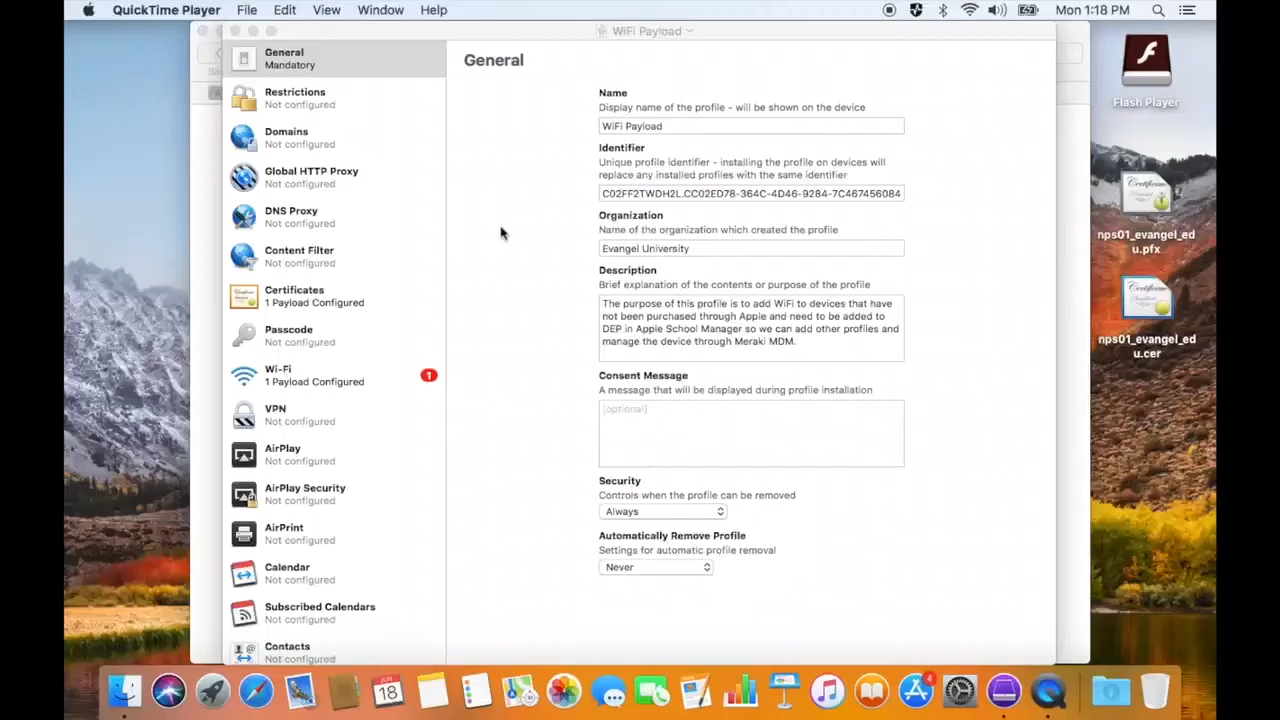 QuickTime Player File Edit View Window Help Mon 1:18 PM
WiFi Payload
General
Mandatory
Restrictions
Not configured
Domains
Not configured
Global HTTP Proxy
Not configured
DNS Proxy
Not configured
Content Filter
Not configured
Certificates
1 Payload Configured
Passcode
Not configured
Wi-Fi
1 Payload Configured
1
VPN
Not configured
AirPlay
Not configured
AirPlay Security
Not configured
AirPrint
Not configured
Calendar
Not configured
Subscribed Calendars
Not configured
Contacts
Not configured
General
Name
Display name of the profile - will be shown on the device
WiFi Payload
Identifier
Unique profile identifier - installing the profile on devices will
replace any installed profiles with the same identifier
C02FF2TWDH2L.CC02ED78-364C-4D46-9284-7C467456084
Organization
Name of the organization which created the profile
Evangel University
Description
Brief explanation of the contents or purpose of the profile
The purpose of this profile is to add WiFi to devices that have
not been purchased through Apple and need to be added to
DEP in Apple School Manager so we can add other profiles and
manage the device through Meraki MDM.
Consent Message
A message that will be displayed during profile installation
[optional]
Security
Controls when the profile can be removed
Always
Automatically Remove Profile
Settings for automatic profile removal
Never
Flash Player
Certificate
nps01_evangel_ed
u.pfx
Certificate
nps01_evangel_ed
u.cer
JUN
18
4